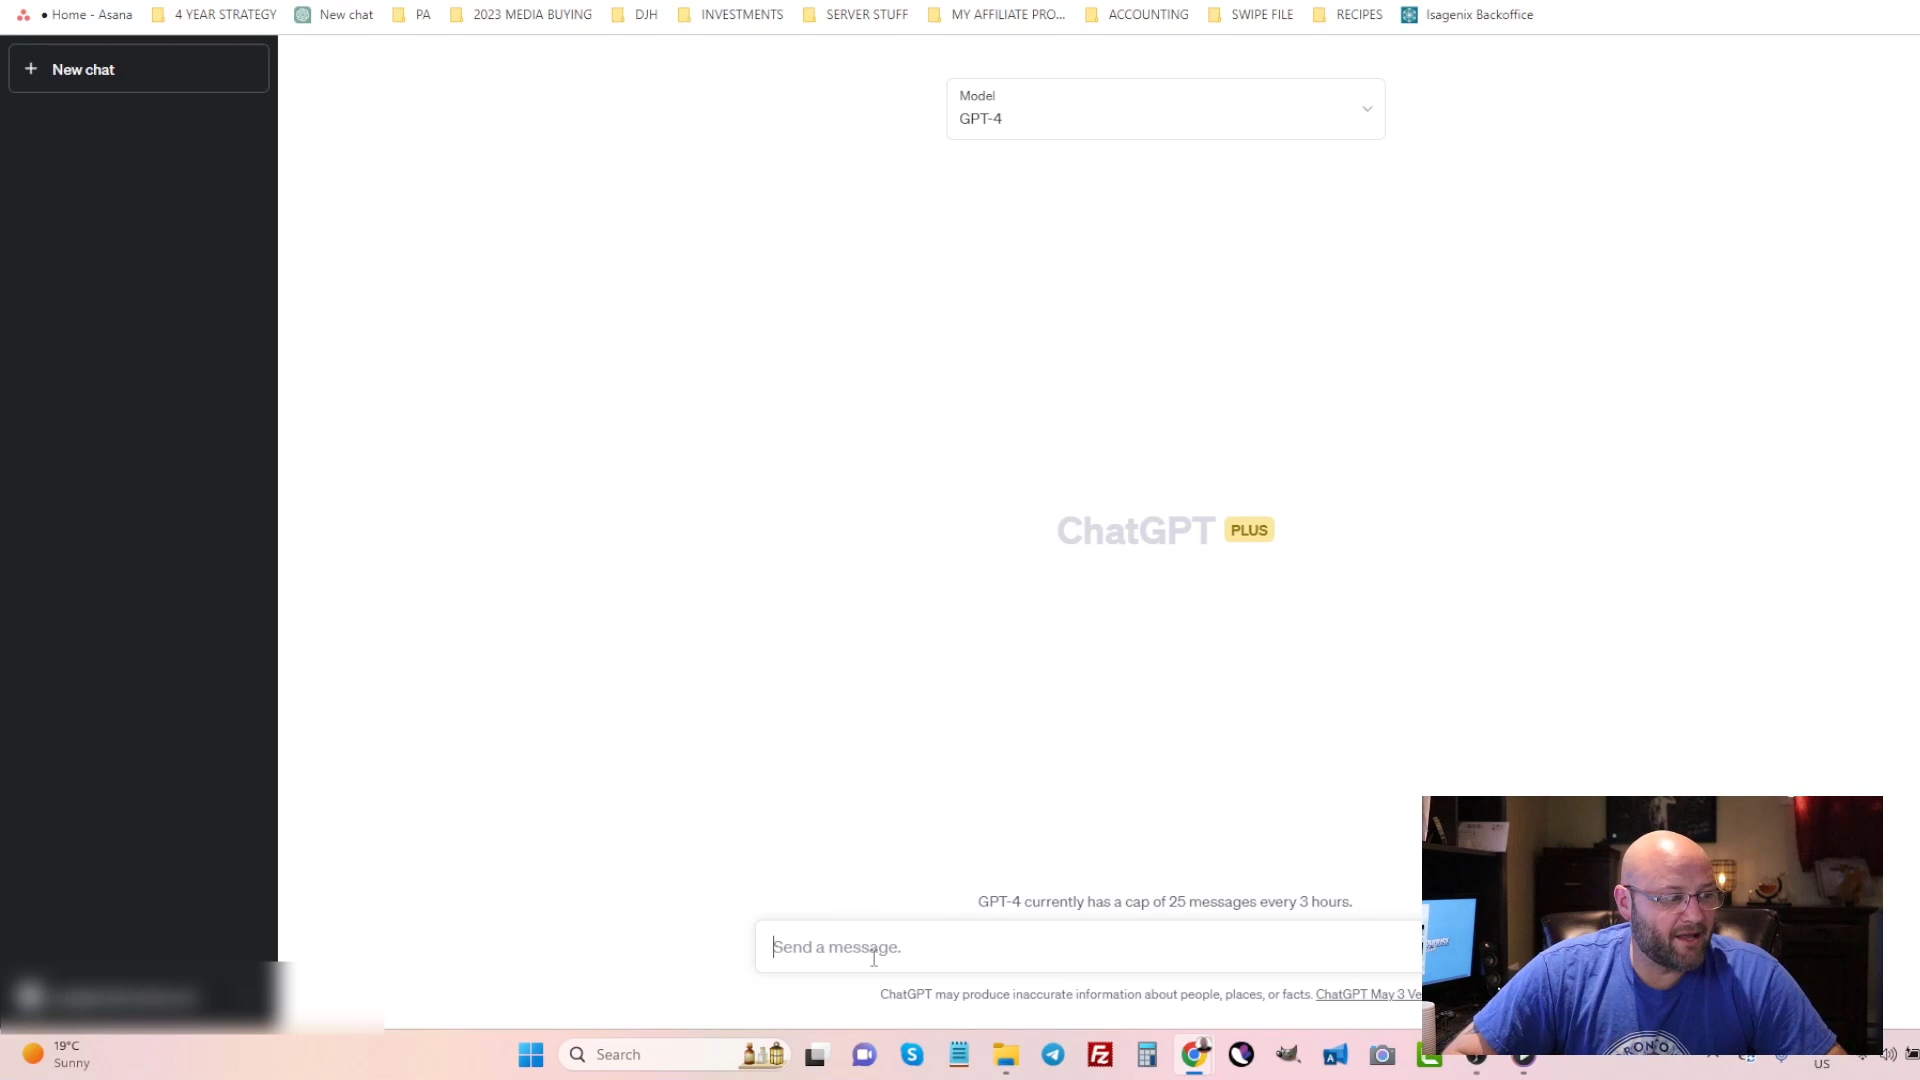 • Home - Asana 4 YEAR STRATEGY New chat PA 2023 MEDIA BUYING DJH INVESTMENTS SERVER STUFF MY AFFILIATE PRO... ACCOUNTING SWIPE FILE RECIPES Isagenix Backoffice
+ New chat
Model
GPT-4
ChatGPT PLUS
GPT-4 currently has a cap of 25 messages every 3 hours.
Send a message.
ChatGPT may produce inaccurate information about people, places, or facts. ChatGPT May 3 Ve
19°C
Sunny
Search
US